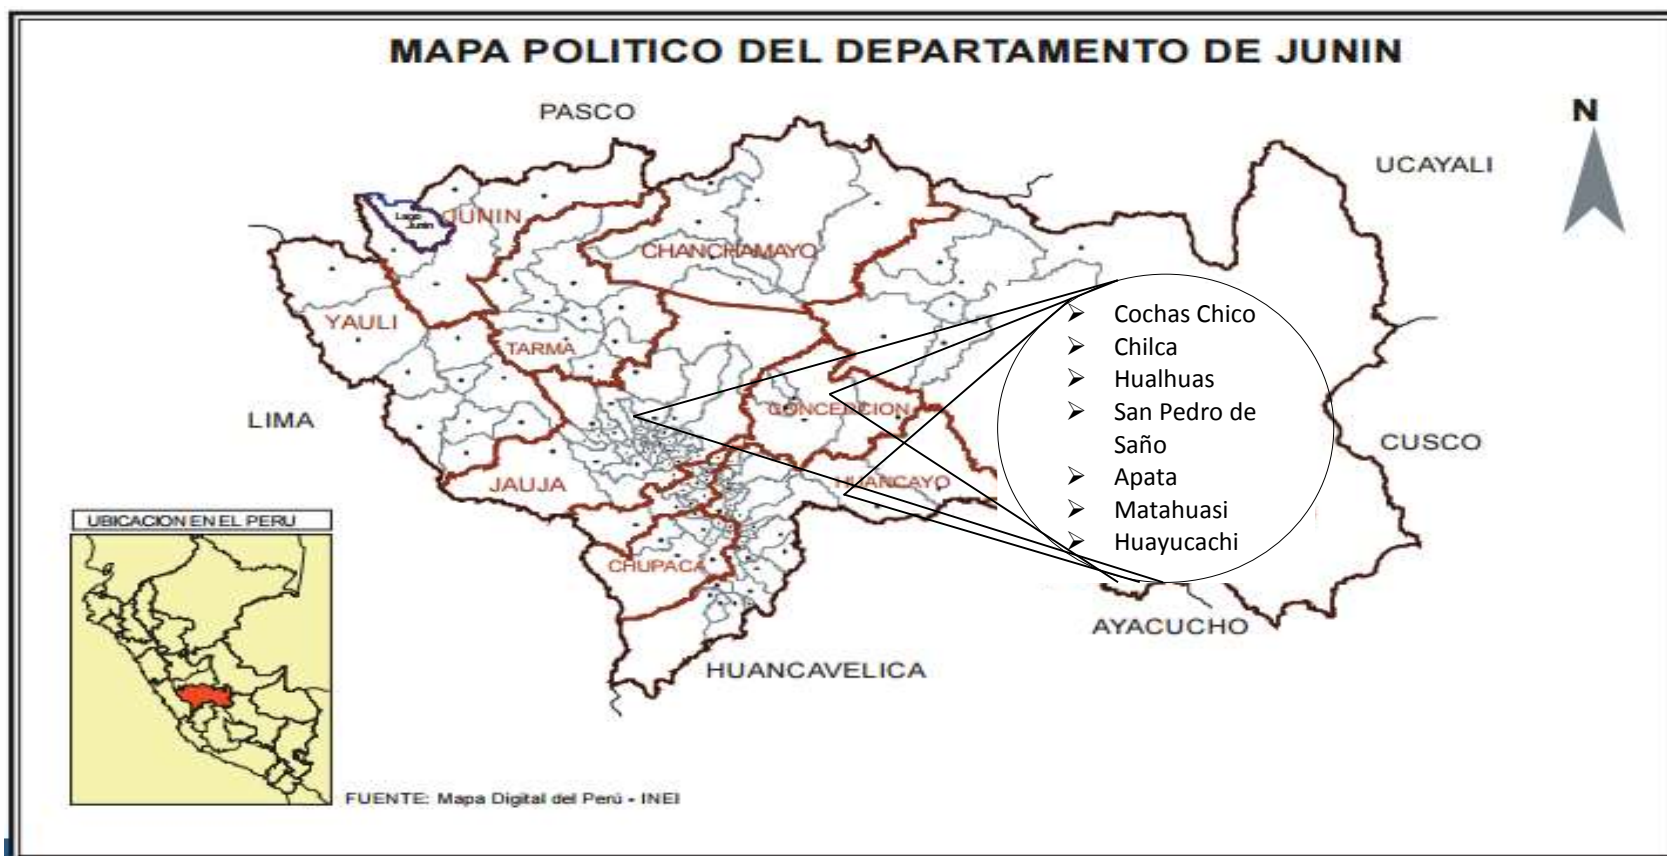 MAPA POLITICO DEL DEPARTAMENTO DE JUNIN
PASCO
N
UCAYALI
Lago
Junin
JUNIN
CHANCHAMAYO
YAULI
TARMA
LIMA
CONCEPCION
CUSCO
JAUJA
HUANCAYO
CHUPACA
➢ Cochas Chico
➢ Chilca
➢ Hualhuas
➢ San Pedro de
Saño
➢ Apata
➢ Matahuasi
➢ Huayucachi
AYACUCHO
HUANCAVELICA
UBICACION EN EL PERU
FUENTE: Mapa Digital del Perú - INEI